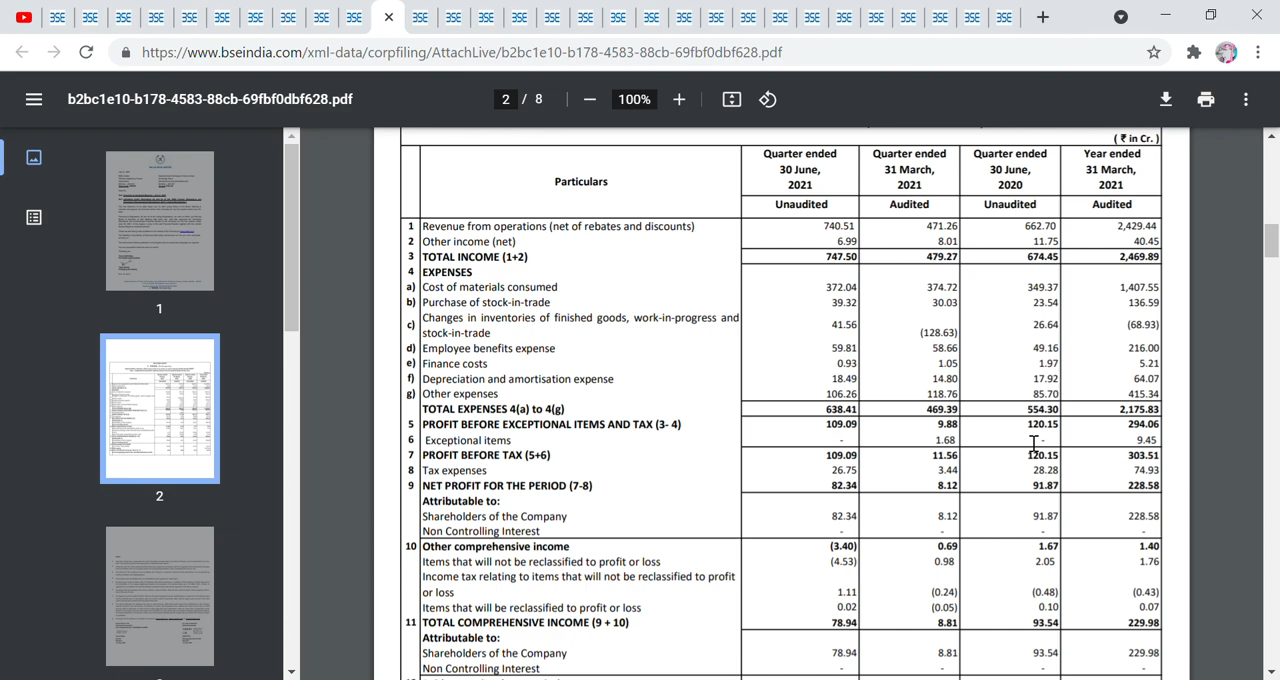 https://www.bseindia.com/xml-data/corpfiling/AttachLive/b2bc1e10-b178-4583-88cb-69fbf0dbf628.pdf
b2bc1e10-b178-4583-88cb-69fbf0dbf628.pdf
2 / 8
100%
1
2
( ₹ in Cr. )
Particulars
Quarter ended 30 June, 2021 Quarter ended 31 March, 2021 Quarter ended 30 June, 2020 Year ended 31 March, 2021
Unaudited Audited Unaudited Audited
1 Revenue from operations (net of rebates and discounts) 740.51 471.26 662.70 2,429.44
2 Other income (net) 6.99 8.01 11.75 40.45
3 TOTAL INCOME (1+2) 747.50 479.27 674.45 2,469.89
4 EXPENSES
a) Cost of materials consumed 372.04 374.72 349.37 1,407.55
b) Purchase of stock-in-trade 39.32 30.03 23.54 136.59
c) Changes in inventories of finished goods, work-in-progress and
stock-in-trade 41.56 (128.63) 26.64 (68.93)
d) Employee benefits expense 59.81 58.66 49.16 216.00
e) Finance costs 0.93 1.05 1.97 5.21
f) Depreciation and amortisation expense 18.49 14.80 17.92 64.07
g) Other expenses 106.26 118.76 85.70 415.34
TOTAL EXPENSES 4(a) to 4(g) 638.41 469.39 554.30 2,175.83
5 PROFIT BEFORE EXCEPTIONAL ITEMS AND TAX (3- 4) 109.09 9.88 120.15 294.06
6 Exceptional items - 1.68 - 9.45
7 PROFIT BEFORE TAX (5+6) 109.09 11.56 120.15 303.51
8 Tax expenses 26.75 3.44 28.28 74.93
9 NET PROFIT FOR THE PERIOD (7-8) 82.34 8.12 91.87 228.58
Attributable to:
Shareholders of the Company 82.34 8.12 91.87 228.58
Non Controlling Interest - - - -
10 Other comprehensive income (3.40) 0.69 1.67 1.40
Items that will not be reclassified to profit or loss (4.53) 0.98 2.05 1.76
Income tax relating to items that will not be reclassified to profit
or loss 1.11 (0.24) (0.48) (0.43)
Items that will be reclassified to profit or loss 0.02 (0.05) 0.10 0.07
11 TOTAL COMPREHENSIVE INCOME (9 + 10) 78.94 8.81 93.54 229.98
Attributable to:
Shareholders of the Company 78.94 8.81 93.54 229.98
Non Controlling Interest - - - -